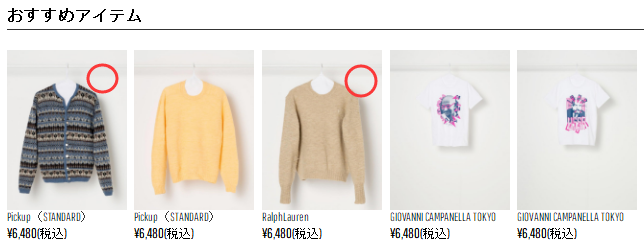 おすすめアイテム
Pickup（STANDARD） Pickup（STANDARD） RalphLauren GIOVANNI CAMPANELLA TOKYO GIOVANNI CAMPANELLA TOKYO
¥6,480(税込) ¥6,480(税込) ¥6,480(税込) ¥6,480(税込) ¥6,480(税込)